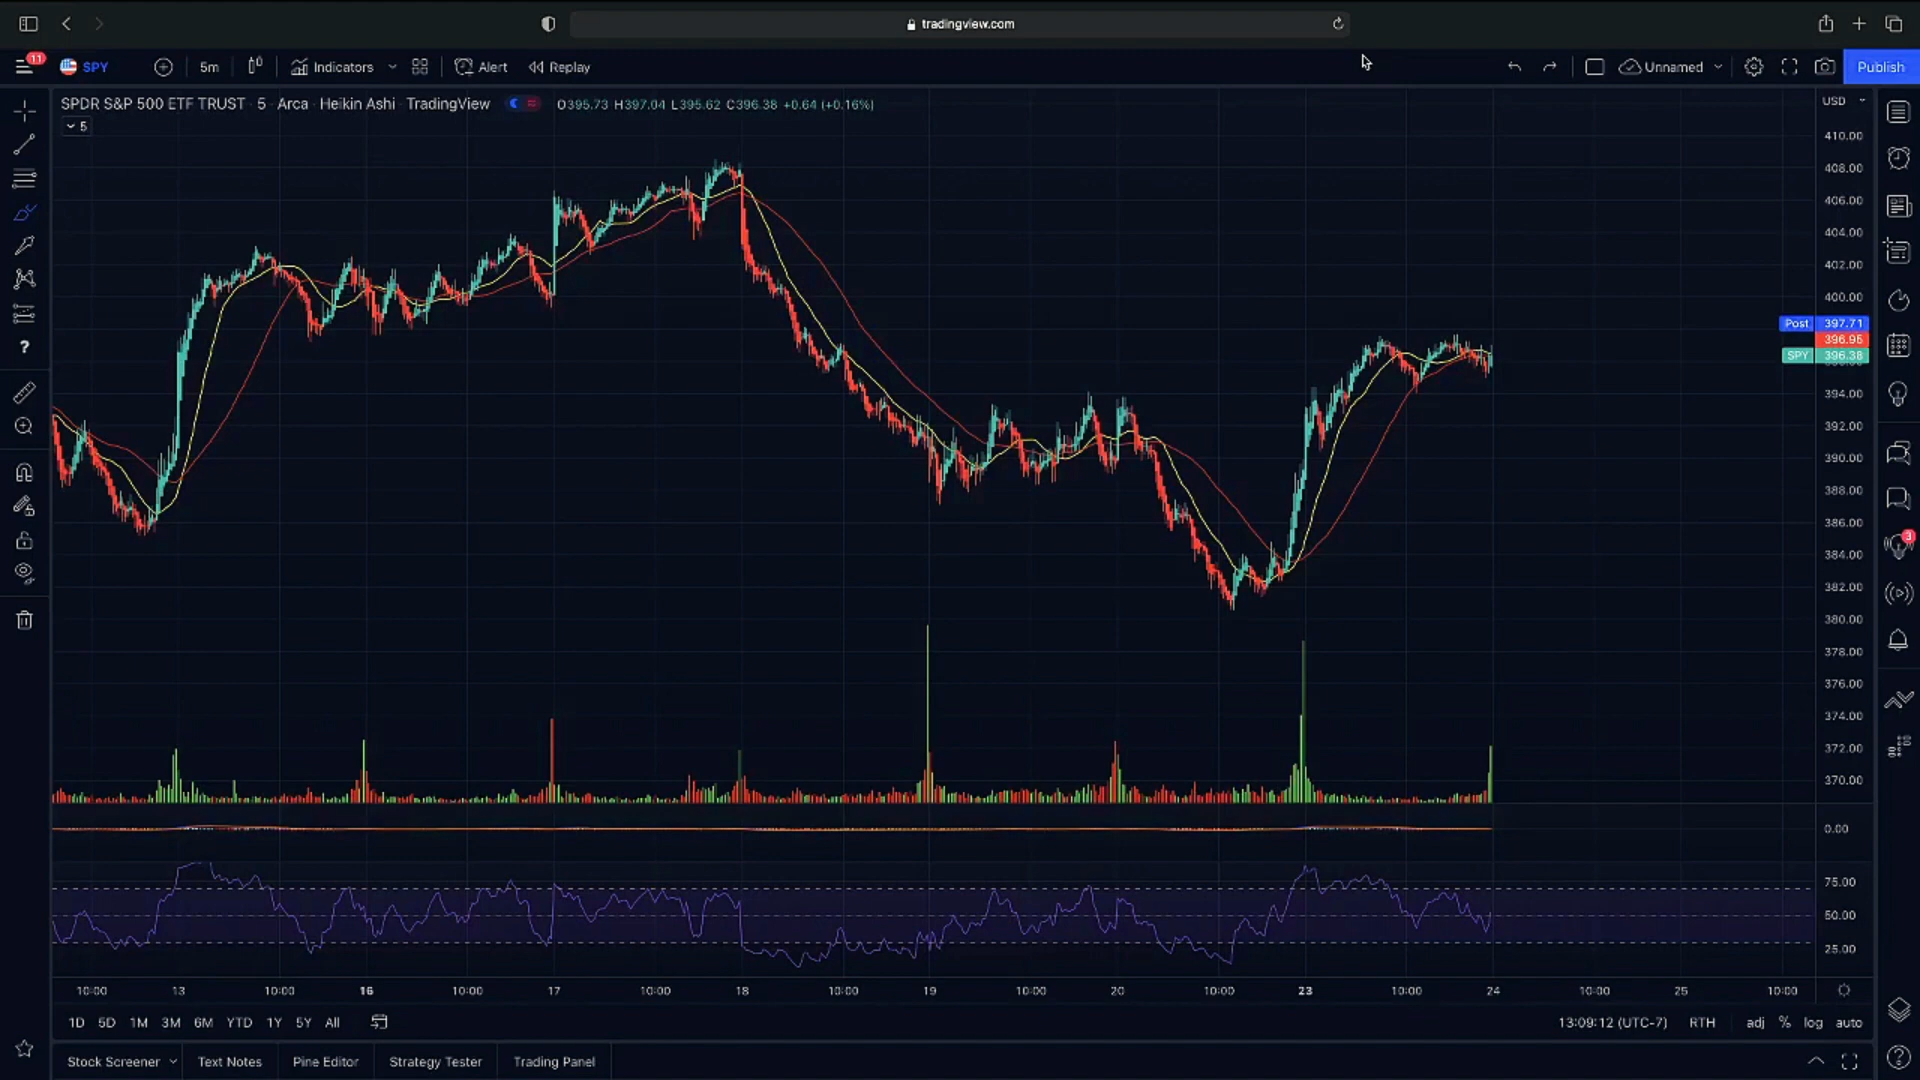 tradingview.com
11 SPY 5m Indicators Alert Replay Unnamed Publish
SPDR S&P 500 ETF TRUST · 5 · Arca · Heikin Ashi · TradingView O395.73 H397.04 L395.62 C396.38 +0.64 (+0.16%)
USD
5
410.00
408.00
406.00
404.00
402.00
400.00
Post 397.71
396.95
SPY 396.38
394.00
392.00
390.00
388.00
386.00
384.00
382.00
380.00
378.00
376.00
374.00
372.00
370.00
0.00
75.00
50.00
25.00
3
10:00 13 10:00 16 10:00 17 10:00 18 10:00 19 10:00 20 10:00 23 10:00 24 10:00 25 10:00
1D 5D 1M 3M 6M YTD 1Y 5Y All 13:09:12 (UTC-7) RTH adj % log auto
Stock Screener Text Notes Pine Editor Strategy Tester Trading Panel